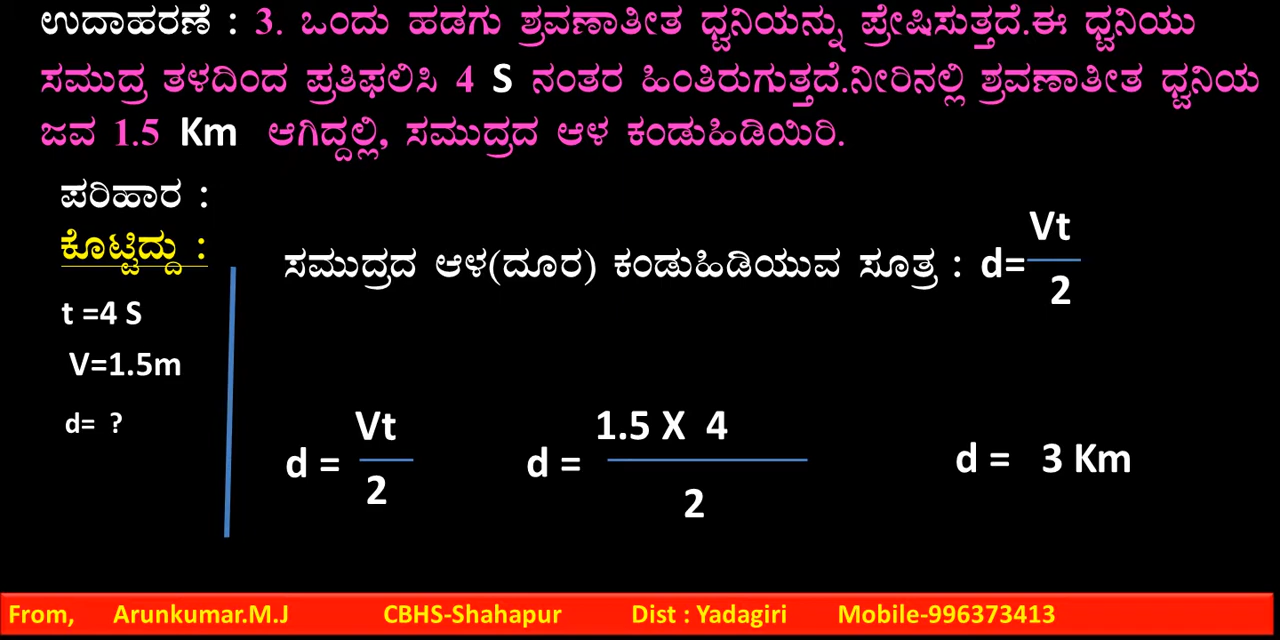 ಉದಾಹರಣೆ : 3. ಒಂದು ಹಡಗು ಶ್ರವಣಾತೀತ ಧ್ವನಿಯನ್ನು ಪ್ರೇಷಿಸುತ್ತದೆ.ಈ ಧ್ವನಿಯು
ಸಮುದ್ರ ತಳದಿಂದ ಪ್ರತಿಫಲಿಸಿ 4 S ನಂತರ ಹಿಂತಿರುಗುತ್ತದೆ.ನೀರಿನಲ್ಲಿ ಶ್ರವಣಾತೀತ ಧ್ವನಿಯ
ಜವ 1.5 Km ಆಗಿದ್ದಲ್ಲಿ, ಸಮುದ್ರದ ಆಳ ಕಂಡುಹಿಡಿಯಿರಿ.
ಪರಿಹಾರ :
ಕೊಟ್ಟಿದ್ದು :
t =4 S
V=1.5m
d= ?
ಸಮುದ್ರದ ಆಳ(ದೂರ) ಕಂಡುಹಿಡಿಯುವ ಸೂತ್ರ : d=
Vt
2
d =
Vt
2
d =
1.5 X 4
2
d = 3 Km
From, Arunkumar.M.J CBHS-Shahapur Dist : Yadagiri Mobile-996373413